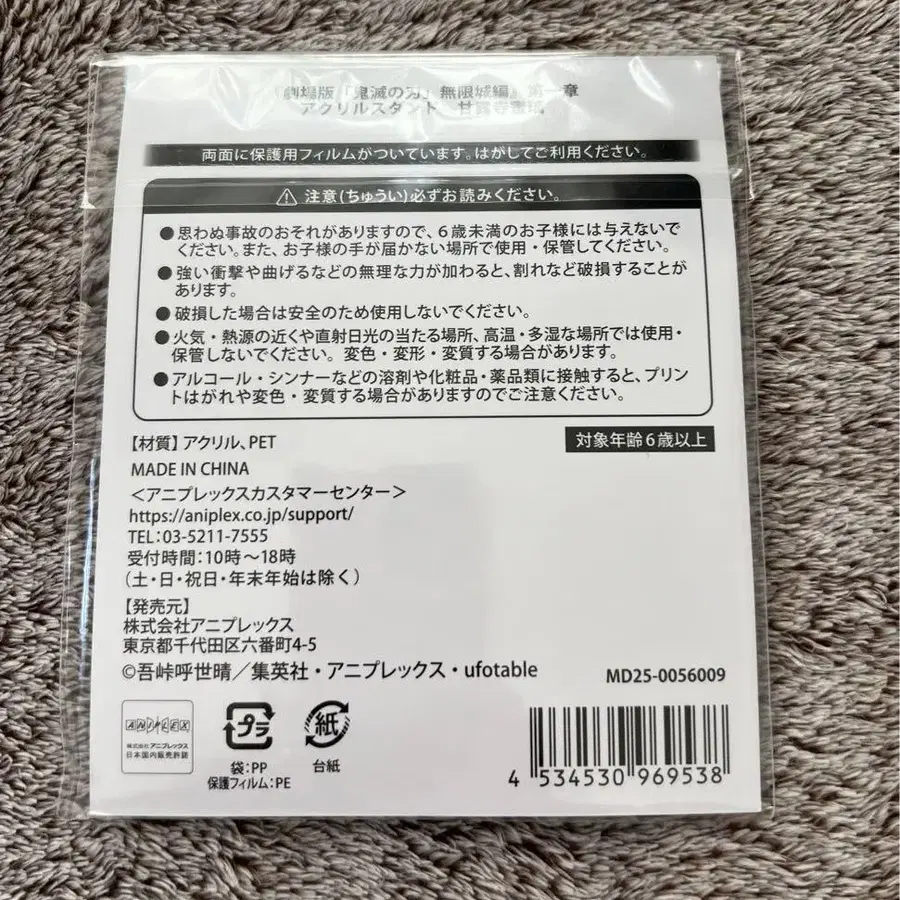 劇場版「鬼滅の刃」無限城編』第一章
アクリルスタンド 甘露寺蜜璃
両面に保護用フィルムがついています。はがしてご利用ください。
注意(ちゅうい)必ずお読みください。
●思わぬ事故のおそれがありますので、6歳未満のお子様には与えないで
ください。また、お子様の手が届かない場所で使用・保管してください。
●強い衝撃や曲げるなどの無理な力が加わると、割れなど破損することが
あります。
●破損した場合は安全のため使用しないでください。
●火気・熱源の近くや直射日光の当たる場所、高温・多湿な場所では使用・
保管しないでください。変色・変形・変質する場合があります。
●アルコール・シンナーなどの溶剤や化粧品・薬品類に接触すると、プリン
トはがれや変色・変質する場合がありますのでご注意ください。
【材質】アクリル、PET
対象年齢6歳以上
MADE IN CHINA
＜アニプレックスカスタマーセンター＞
https://aniplex.co.jp/support/
TEL:03-5211-7555
受付時間:10時～18時
(土・日・祝日・年末年始は除く)
【発売元】
株式会社アニプレックス
東京都千代田区六番町4-5
©吾峠呼世晴／集英社・アニプレックス・ufotable
MD25-0056009
ANIPLEX
株式会社アニプレックス
日本国内販売許諾
プラ
袋:PP
保護フィルム:PE
紙
台紙
4 534530 969538